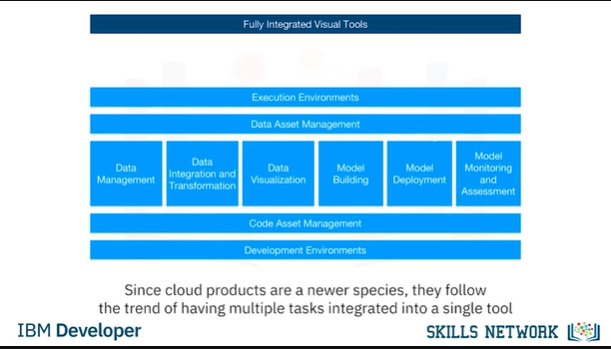 Fully Integrated Visual Tools
Execution Environments
Data Asset Management
Data
Management
Data
Integration and
Transformation
Data
Visualization
Model
Building
Model
Deployment
Model
Monitoring
and
Assessment
Code Asset Management
Development Environments
Since cloud products are a newer species, they follow
the trend of having multiple tasks integrated into a single tool
IBM Developer
SKILLS NETWORK